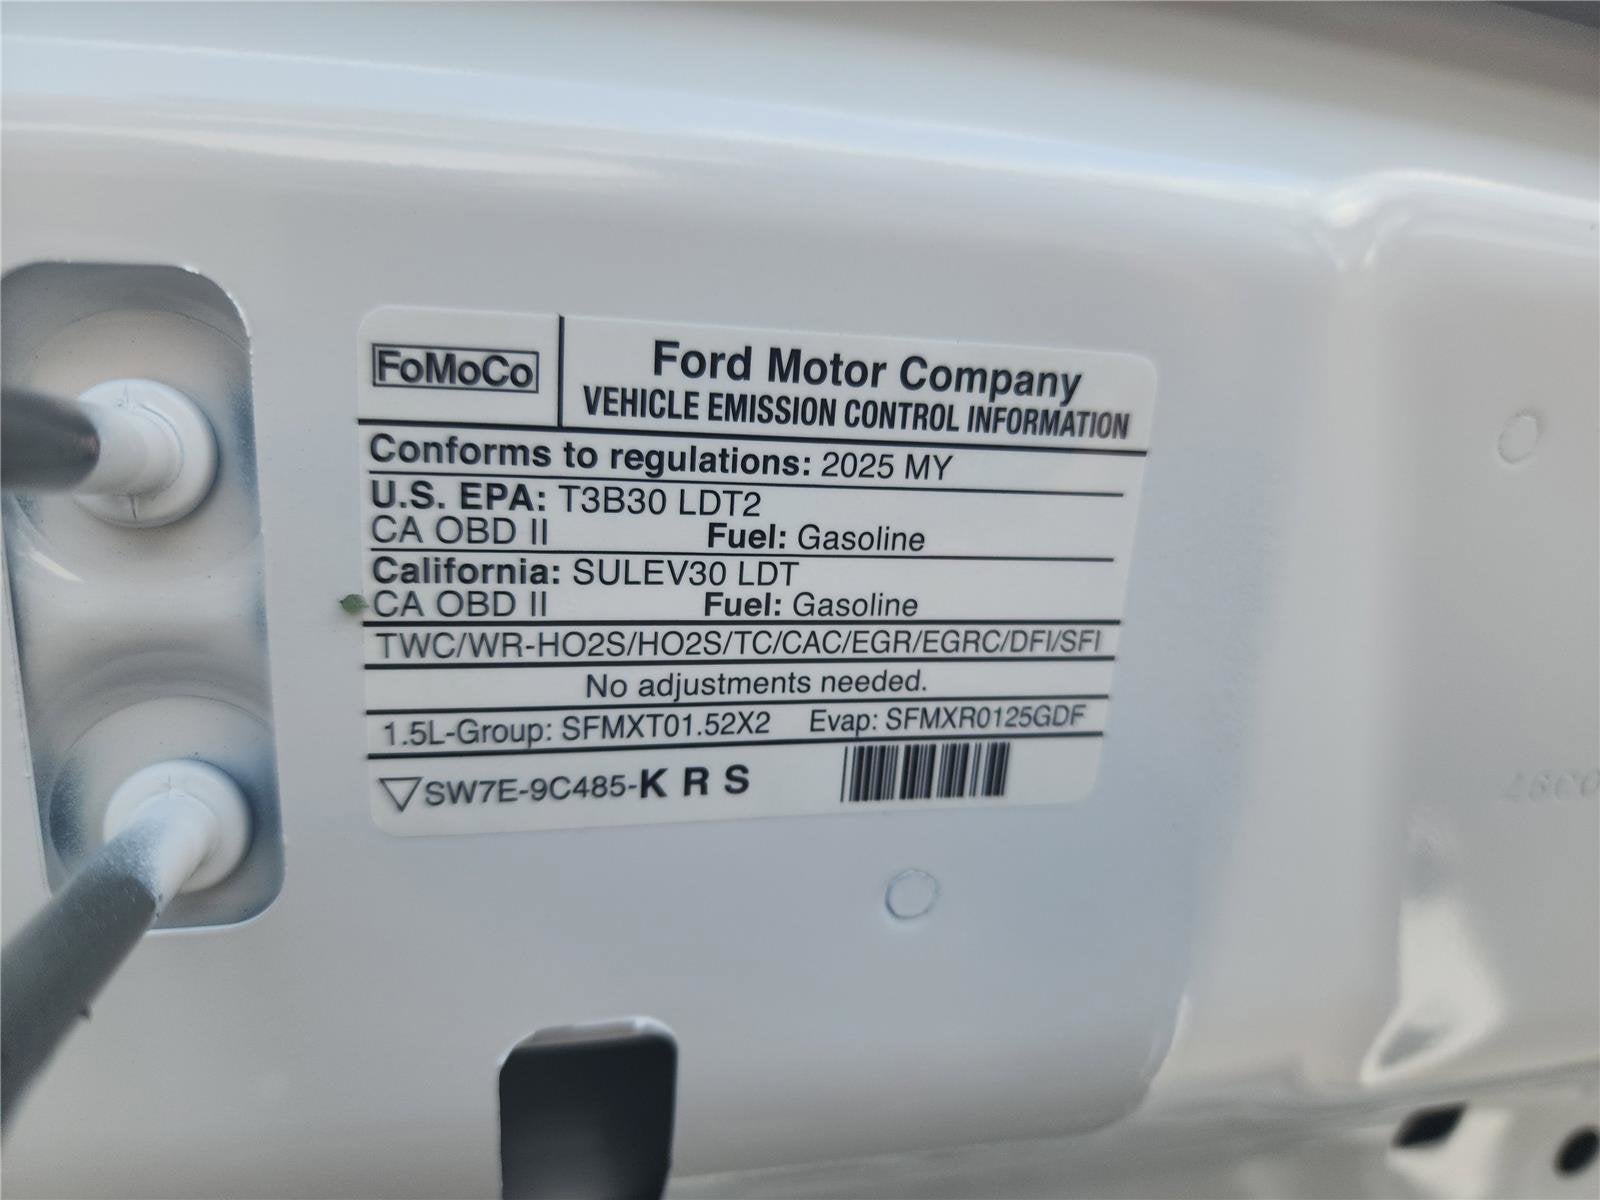 FoMoCo
Ford Motor Company
VEHICLE EMISSION CONTROL INFORMATION
Conforms to regulations: 2025 MY
U.S. EPA: T3B30 LDT2
CA OBD II Fuel: Gasoline
California: SULEV30 LDT
CA OBD II Fuel: Gasoline
TWC/WR-HO2S/HO2S/TC/CAC/EGR/EGRC/DFI/SFI
No adjustments needed.
1.5L-Group: SFMXT01.52X2 Evap: SFMXR0125GDF
SW7E-9C485-K R S